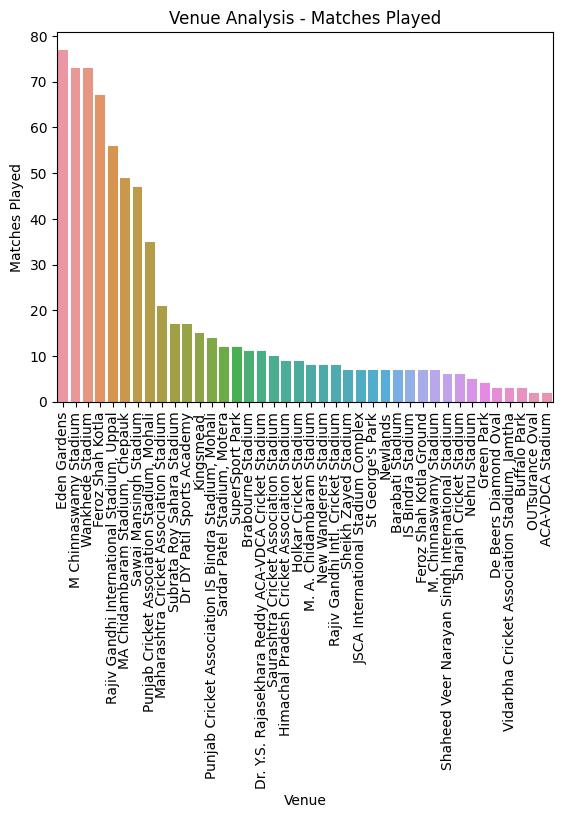 Venue Analysis - Matches Played
Matches Played
80
70
60
50
40
30
20
10
0
Eden Gardens
M Chinnaswamy Stadium
Wankhede Stadium
Feroz Shah Kotla
Rajiv Gandhi International Stadium, Uppal
MA Chidambaram Stadium, Chepauk
Sawai Mansingh Stadium
Punjab Cricket Association Stadium, Mohali
Maharashtra Cricket Association Stadium
Subrata Roy Sahara Stadium
Dr DY Patil Sports Academy
Kingsmead
Punjab Cricket Association IS Bindra Stadium, Mohali
Sardar Patel Stadium, Motera
SuperSport Park
Brabourne Stadium
Dr. Y.S. Rajasekhara Reddy ACA-VDCA Cricket Stadium
Saurashtra Cricket Association Stadium
Himachal Pradesh Cricket Association Stadium
Holkar Cricket Stadium
M. A. Chidambaram Stadium
New Wanderers Stadium
Rajiv Gandhi Intl. Cricket Stadium
Sheikh Zayed Stadium
JSCA International Stadium Complex
St George's Park
Newlands
Barabati Stadium
IS Bindra Stadium
Feroz Shah Kotla Ground
M. Chinnaswamy Stadium
Shaheed Veer Narayan Singh International Stadium
Sharjah Cricket Stadium
Nehru Stadium
Green Park
De Beers Diamond Oval
Vidarbha Cricket Association Stadium, Jamtha
Buffalo Park
OUTsurance Oval
ACA-VDCA Stadium
Venue